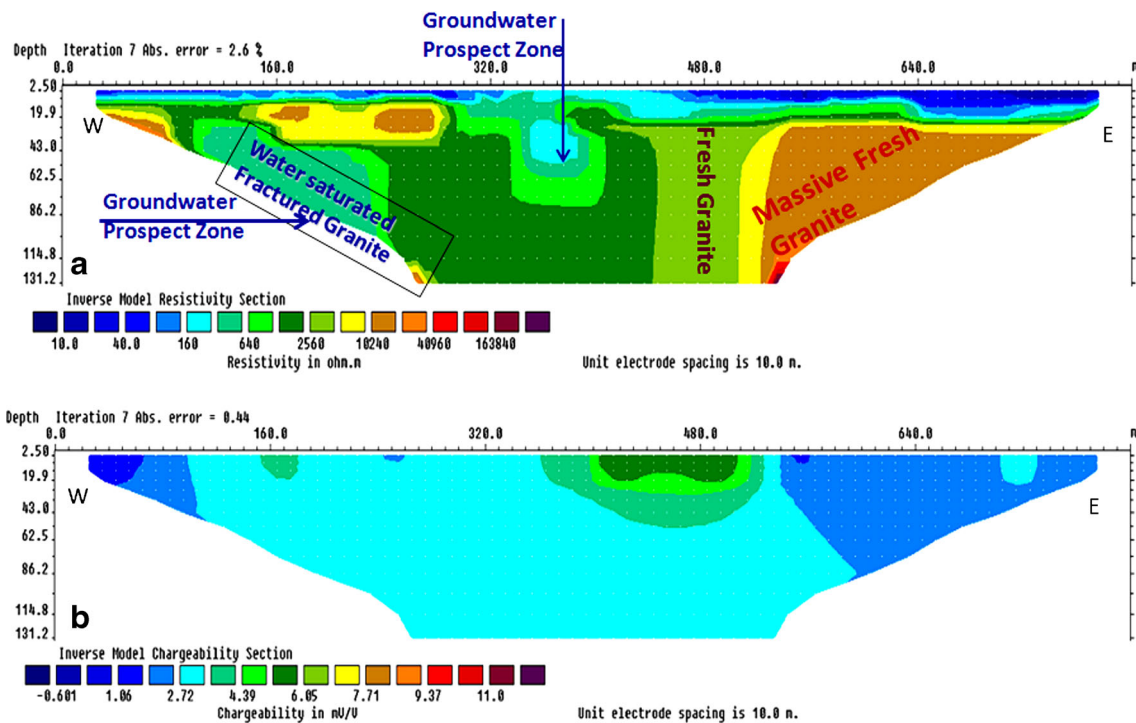 Groundwater
Prospect Zone
Depth Iteration 7 Abs. error = 2.6 %
0.0 160.0 320.0 480.0 640.0 m
2.50
19.9
43.0
62.5
86.2
114.8
131.2
W
E
Water saturated
Fractured Granite
Groundwater
Prospect Zone
Fresh Granite
Massive Fresh
Granite
a
Inverse Model Resistivity Section
10.0 40.0 160 640 2560 10240 40960 163840
Resistivity in ohm.m Unit electrode spacing is 10.0 m.
Depth Iteration 7 Abs. error = 0.44
0.0 160.0 320.0 480.0 640.0 m
2.50
19.9
43.0
62.5
86.2
114.8
131.2
W
E
b
Inverse Model Chargeability Section
-0.601 1.06 2.72 4.39 6.05 7.71 9.37 11.0
Chargeability in mV/V Unit electrode spacing is 10.0 m.